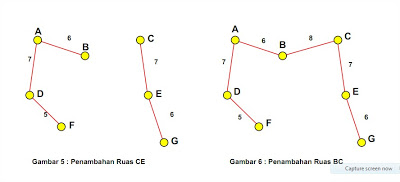 A
6
B
7
D
5
F
C
7
E
6
G
A
6
B
8
C
7
D
5
F
7
E
6
G
Gambar 5 : Penambahan Ruas CE
Gambar 6 : Penambahan Ruas BC
Capture screen now